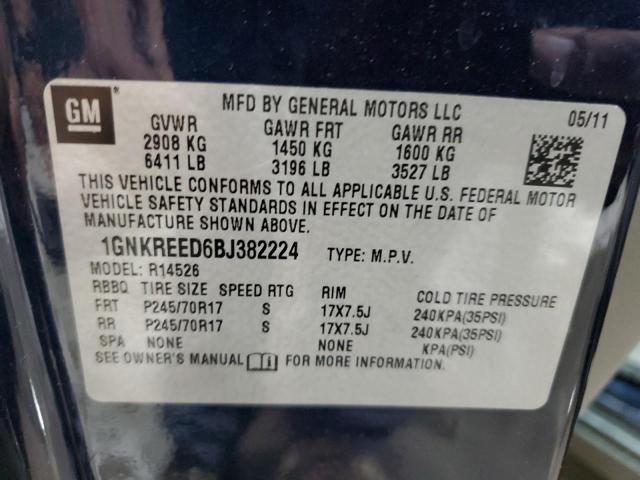 GM ®
MFD BY GENERAL MOTORS LLC
05/11
GVWR GAWR FRT GAWR RR
2908 KG 1450 KG 1600 KG
6411 LB 3196 LB 3527 LB
THIS VEHICLE CONFORMS TO ALL APPLICABLE U.S. FEDERAL MOTOR
VEHICLE SAFETY STANDARDS IN EFFECT ON THE DATE OF
MANUFACTURE SHOWN ABOVE.
1GNKREED6BJ382224 TYPE: M.P.V.
MODEL: R14526
RBBQ TIRE SIZE SPEED RTG RIM COLD TIRE PRESSURE
FRT P245/70R17 S 17X7.5J 240KPA(35PSI)
RR P245/70R17 S 17X7.5J 240KPA(35PSI)
SPA NONE NONE KPA(PSI)
SEE OWNER'S MANUAL FOR MORE INFORMATION.